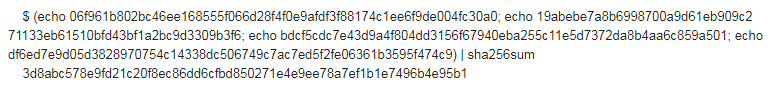 $ (echo 06f961b802bc46ee168555f066d28f4f0e9afdf3f88174c1ee6f9de004fc30a0; echo 19abebe7a8b6998700a9d61eb909c2
71133eb61510bfd43bf1a2bc9d3309b3f6; echo bdcf5cdc7e43d9a4f804dd3156f67940eba255c11e5d7372da8b4aa6c859a501; echo
df6ed7e9d05d3828970754c14338dc506749c7ac7ed5f2fe06361b3595f474c9) | sha256sum
3d8abc578e9fd21c20f8ec86dd6cfbd850271e4e9ee78a7ef1b1e7496b4e95b1